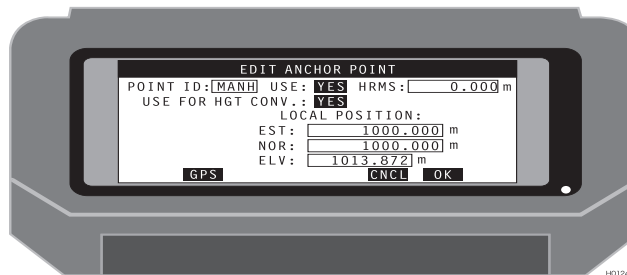 EDIT ANCHOR POINT
POINT ID: MANH USE: YES HRMS: 0.000 m
USE FOR HGT CONV.: YES
LOCAL POSITION:
EST: 1000.000 m
NOR: 1000.000 m
ELV: 1013.872 m
GPS CNCL OK